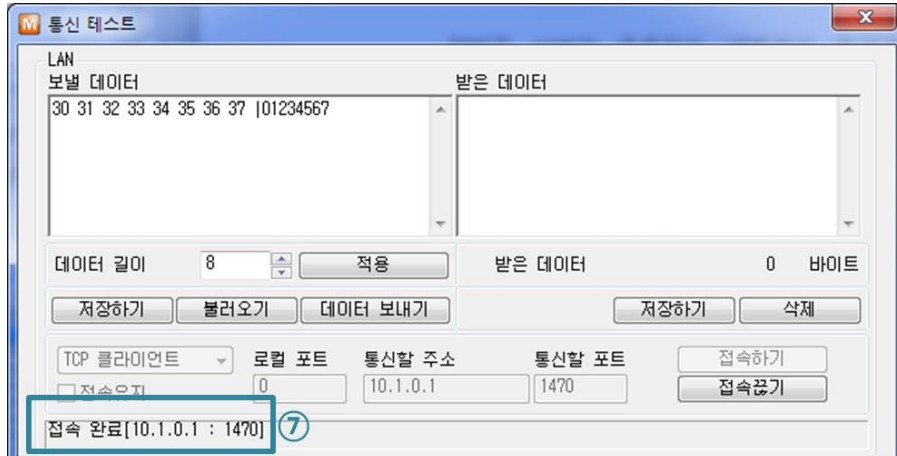 M 통신 테스트
LAN
보낼 데이터
받은 데이터
30 31 32 33 34 35 36 37 |01234567
데이터 길이 8 적용
받은 데이터 0 바이트
저장하기 불러오기 데이터 보내기
저장하기 삭제
TCP 클라이언트 로컬 포트 통신할 주소 통신할 포트 접속하기
접속유지 0 10.1.0.1 1470 접속끊기
접속 완료[10.1.0.1 : 1470] ⑦